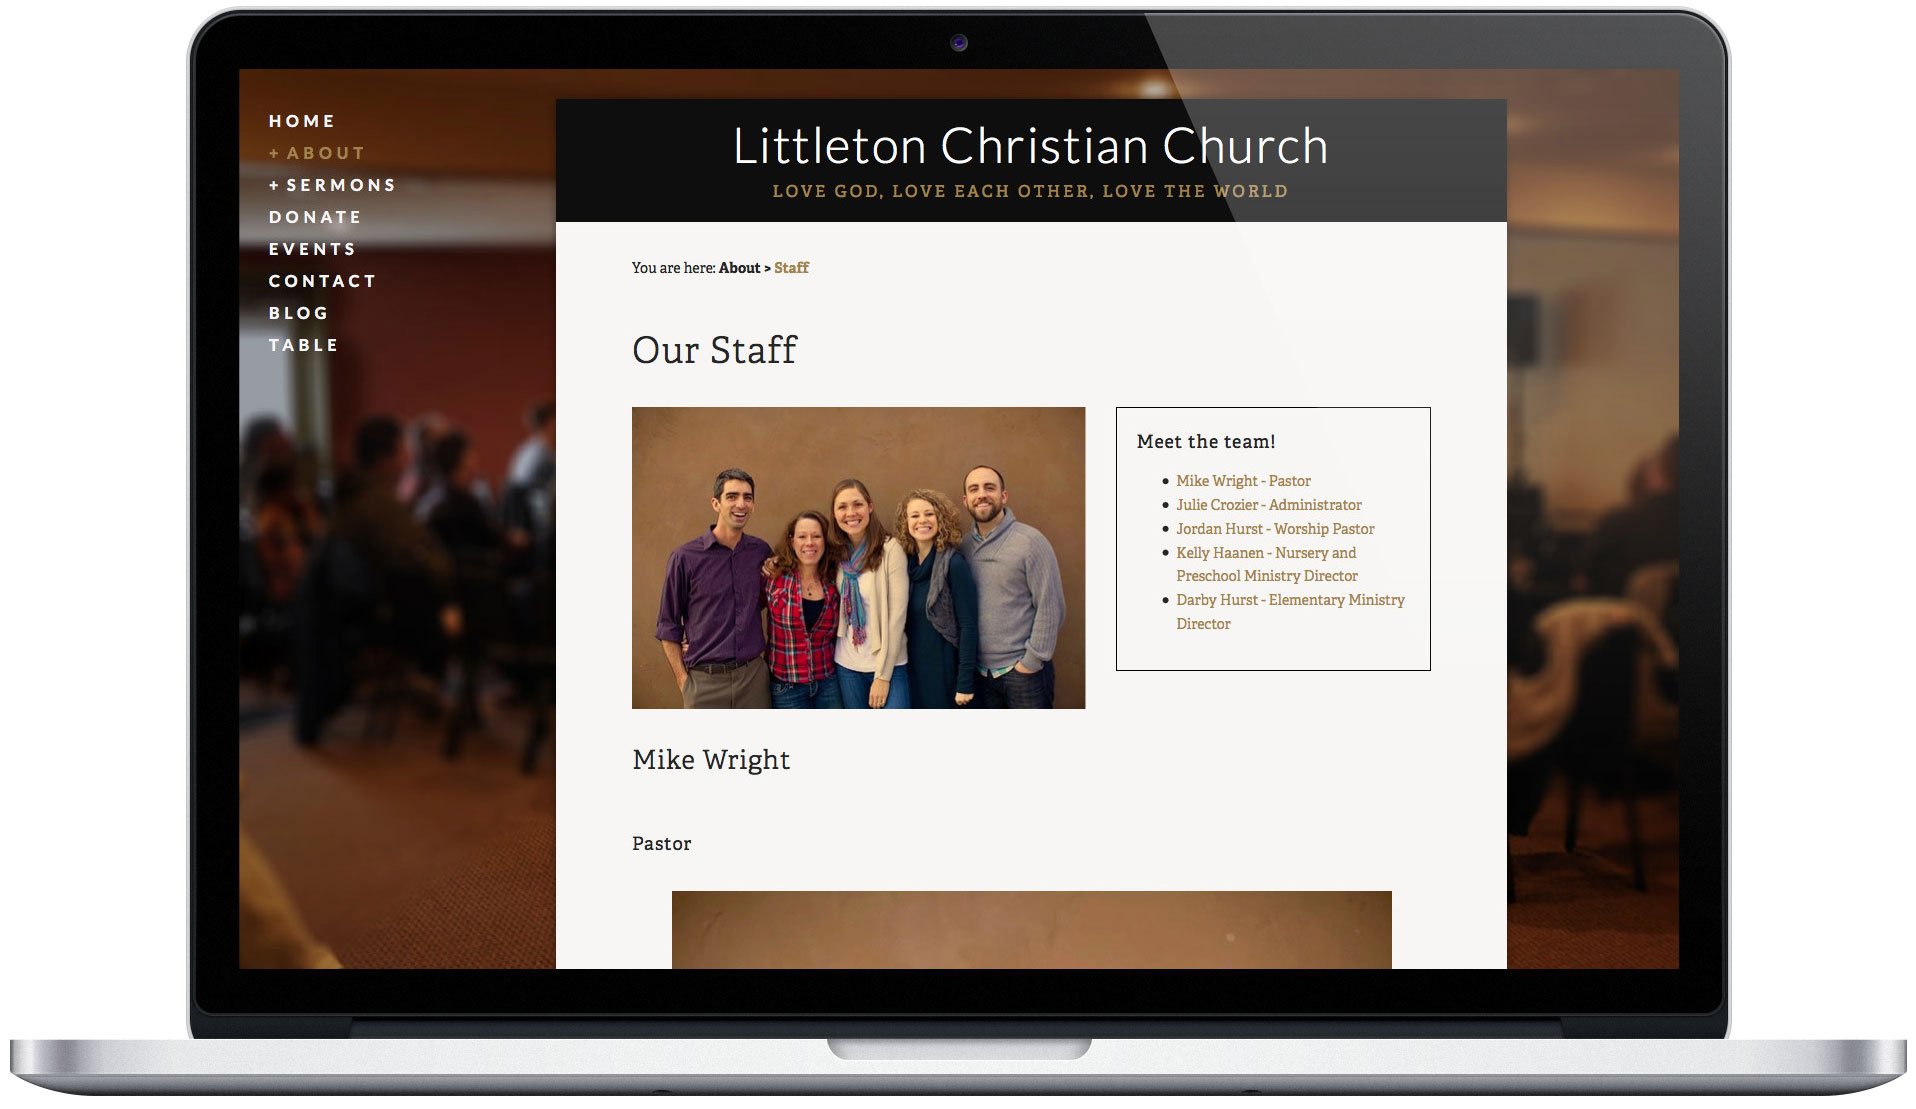 HOME
+ ABOUT
+ SERMONS
DONATE
EVENTS
CONTACT
BLOG
TABLE
Littleton Christian Church
LOVE GOD, LOVE EACH OTHER, LOVE THE WORLD
You are here: About > Staff
Our Staff
Meet the team!
Mike Wright - Pastor
Julie Crozier - Administrator
Jordan Hurst - Worship Pastor
Kelly Haanen - Nursery and
Preschool Ministry Director
Darby Hurst - Elementary Ministry
Director
Mike Wright
Pastor